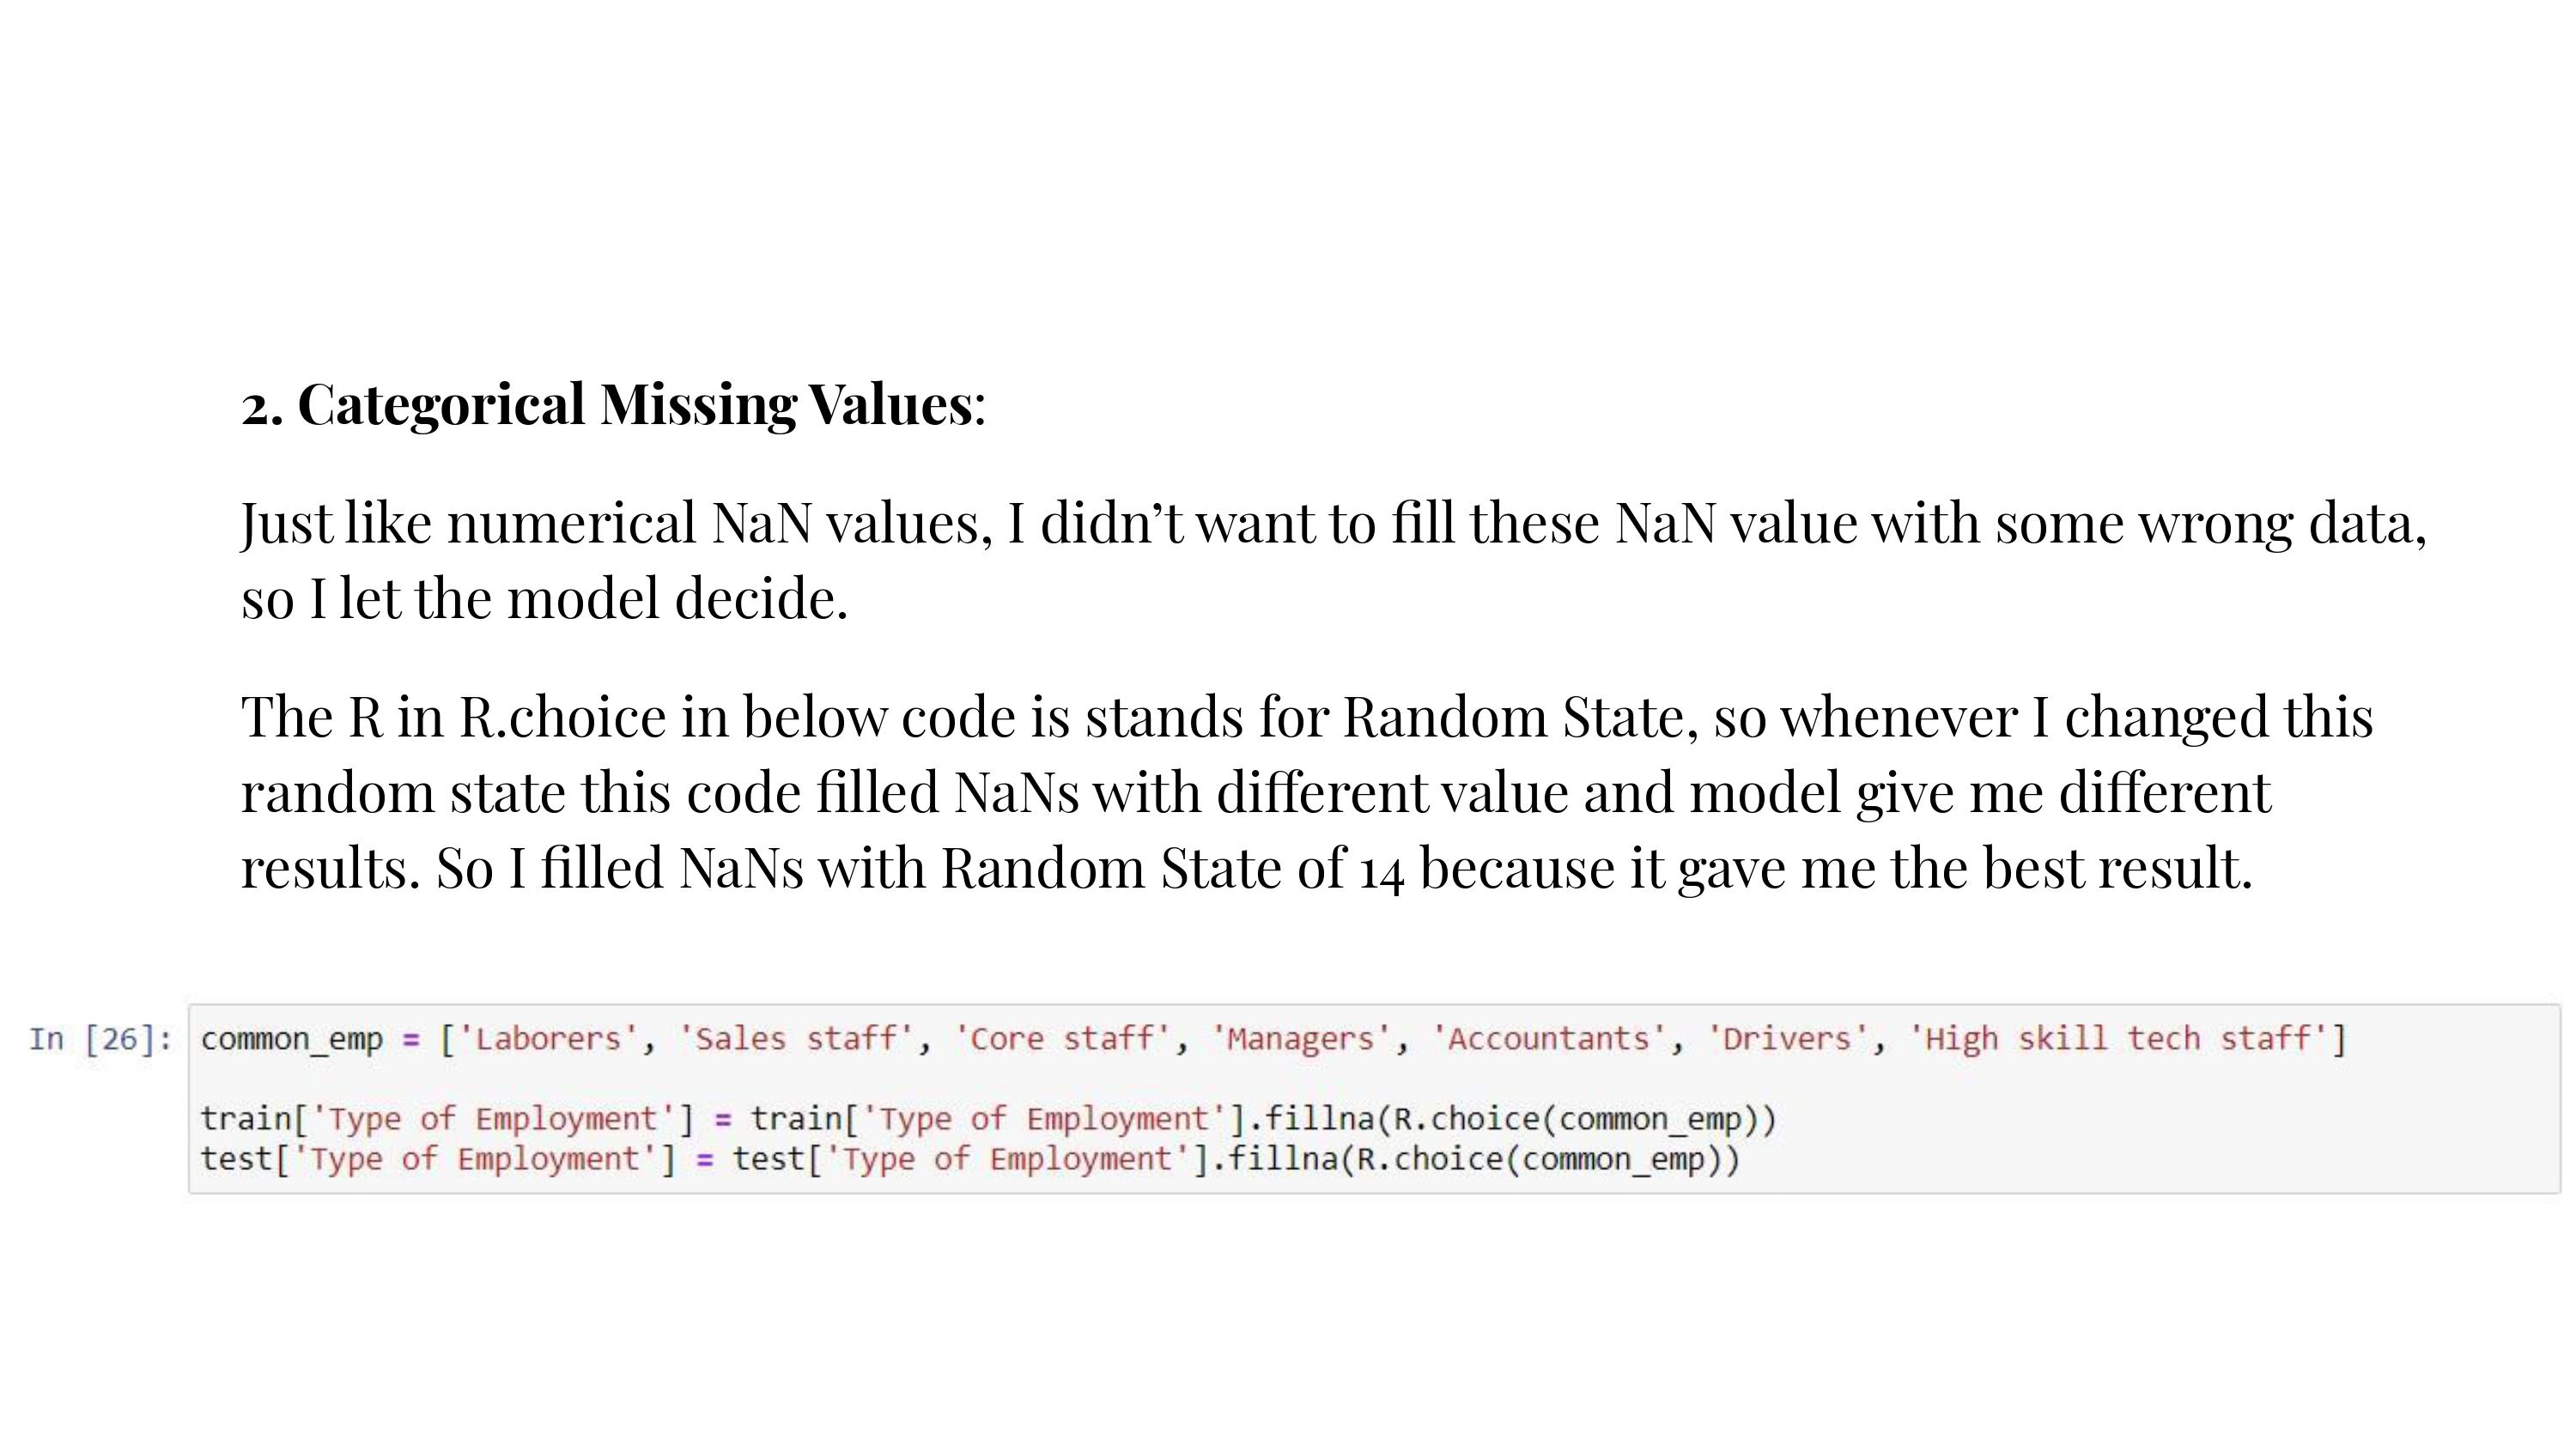 2. Categorical Missing Values:
Just like numerical NaN values, I didn’t want to fill these NaN value with some wrong data,
so I let the model decide.
The R in R.choice in below code is stands for Random State, so whenever I changed this
random state this code filled NaNs with different value and model give me different
results. So I filled NaNs with Random State of 14 because it gave me the best result.
In [26]: common_emp = ['Laborers', 'Sales staff', 'Core staff', 'Managers', 'Accountants', 'Drivers', 'High skill tech staff']
train['Type of Employment'] = train['Type of Employment'].fillna(R.choice(common_emp))
test['Type of Employment'] = test['Type of Employment'].fillna(R.choice(common_emp))